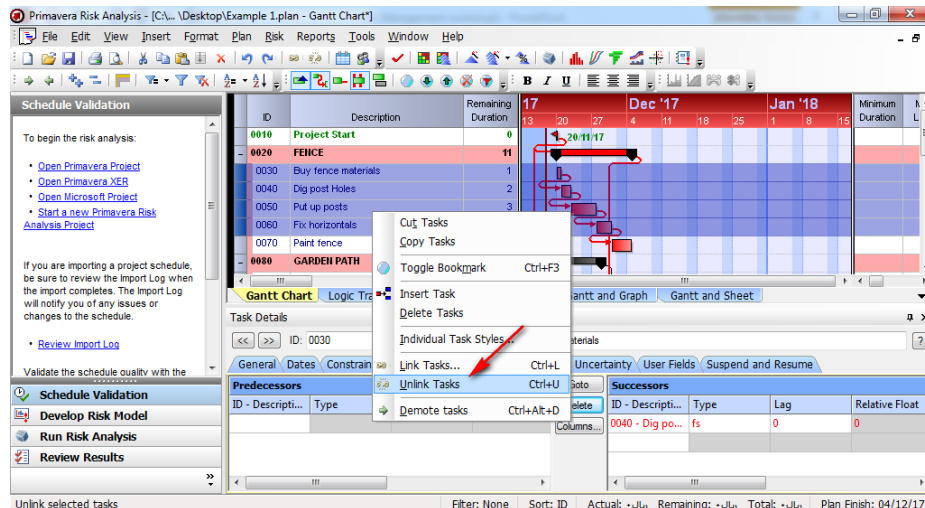 Primavera Risk Analysis - [C:\... \Desktop\Example 1.plan - Gantt Chart*]
File Edit View Insert Format Plan Risk Reports Tools Window Help
Schedule Validation
To begin the risk analysis:
• Open Primavera Project
• Open Primavera XER
• Open Microsoft Project
• Start a new Primavera Risk
Analysis Project
If you are importing a project schedule,
be sure to review the Import Log when
the import completes. The Import Log
will notify you of any issues or
changes to the schedule.
• Review Import Log
Validate the schedule quality with the
Schedule Validation
Develop Risk Model
Run Risk Analysis
Review Results
ID Description Remaining Duration 17 Dec '17 Jan '18 Minimum Duration
13 20 27 4 11 18 25 1 8 15
0010 Project Start 0 20/11/17
0020 FENCE 11
0030 Buy fence materials 1
0040 Dig post Holes 2
0050 Put up posts 3
0060 Fix horizontals
0070 Paint fence
0080 GARDEN PATH
Cut Tasks
Copy Tasks
Toggle Bookmark Ctrl+F3
Insert Task
Delete Tasks
Individual Task Styles...
Link Tasks... Ctrl+L
Unlink Tasks Ctrl+U
Demote tasks Ctrl+Alt+D
Gantt Chart Logic Tra antt and Graph Gantt and Sheet
Task Details
<< >> ID: 0030 aterials ?
General Dates Constrain Uncertainty User Fields Suspend and Resume
Predecessors
ID - Descripti... Type
Goto
elete
Columns...
Successors
ID - Descripti... Type Lag Relative Float
0040 - Dig po... fs 0 0
Unlink selected tasks Filter: None Sort: ID Actual: Remaining: Total: Plan Finish: 04/12/17